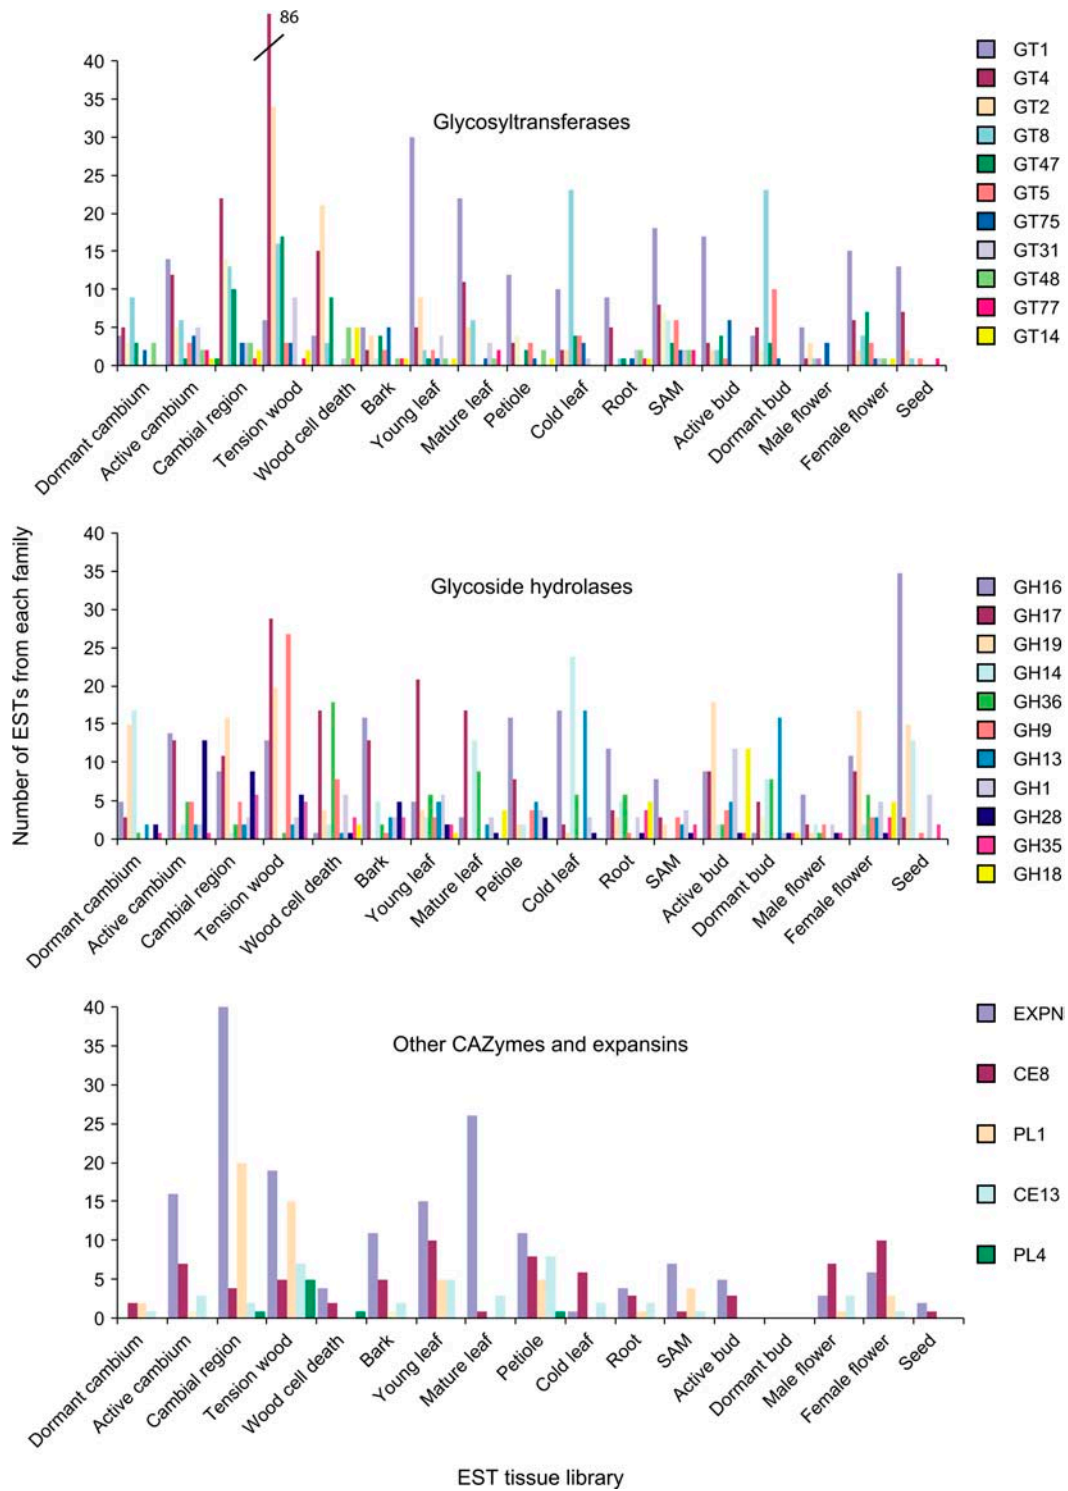 86
40
35
30
25
20
15
10
5
0
Glycosyltransferases
GT1
GT4
GT2
GT8
GT47
GT5
GT75
GT31
GT48
GT77
GT14
Dormant cambium
Active cambium
Cambial region
Tension wood
Wood cell death
Bark
Young leaf
Mature leaf
Petiole
Cold leaf
Root
SAM
Active bud
Dormant bud
Male flower
Female flower
Seed
Number of ESTs from each family
40
35
30
25
20
15
10
5
0
Glycoside hydrolases
GH16
GH17
GH19
GH14
GH36
GH9
GH13
GH1
GH28
GH35
GH18
Dormant cambium
Active cambium
Cambial region
Tension wood
Wood cell death
Bark
Young leaf
Mature leaf
Petiole
Cold leaf
Root
SAM
Active bud
Dormant bud
Male flower
Female flower
Seed
40
35
30
25
20
15
10
5
0
Other CAZymes and expansins
EXPN
CE8
PL1
CE13
PL4
Dormant cambium
Active cambium
Cambial region
Tension wood
Wood cell death
Bark
Young leaf
Mature leaf
Petiole
Cold leaf
Root
SAM
Active bud
Dormant bud
Male flower
Female flower
Seed
EST tissue library